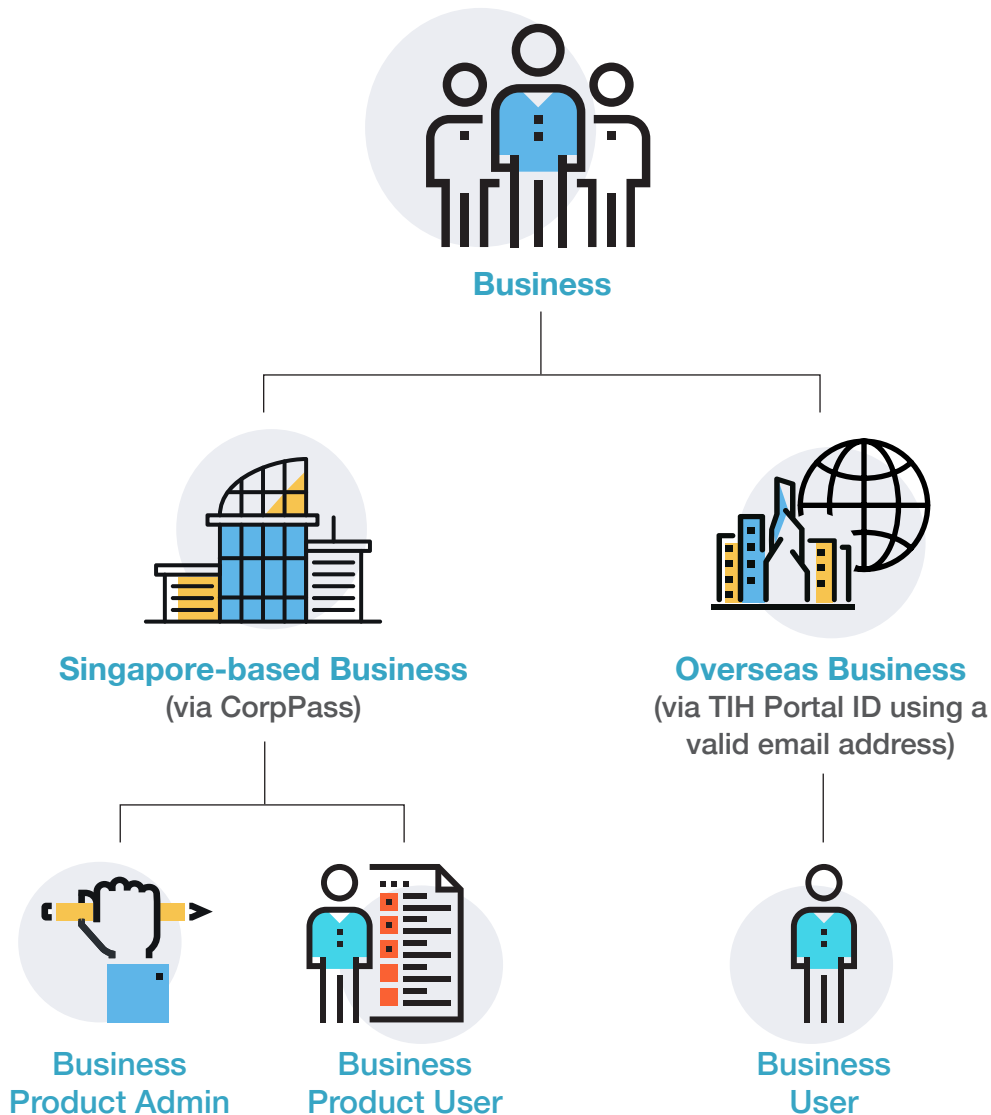 Business
Singapore-based Business
(via CorpPass)
Overseas Business
(via TIH Portal ID using a
valid email address)
Business
Product Admin
Business
Product User
Business
User